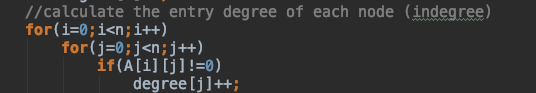 //calculate the entry degree of each node (indegree)
for(i=0;i<n;i++)
for(j=0;j<n;j++)
if(A[i][j]!=0)
degree[j]++;